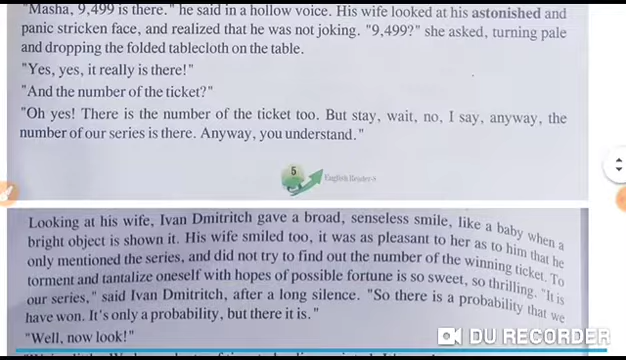 "Masha, 9,499 is there." he said in a hollow voice. His wife looked at his astonished and
panic stricken face, and realized that he was not joking. "9,499?" she asked, turning pale
and dropping the folded tablecloth on the table.
"Yes, yes, it really is there!"
"And the number of the ticket?"
"Oh yes! There is the number of the ticket too. But stay, wait, no, I say, anyway, the
number of our series is there. Anyway, you understand."
5
English Reader-8
Looking at his wife, Ivan Dmitritch gave a broad, senseless smile, like a baby when a
bright object is shown it. His wife smiled too, it was as pleasant to her as to him that he
only mentioned the series, and did not try to find out the number of the winning ticket. To
torment and tantalize oneself with hopes of possible fortune is so sweet, so thrilling. "It is
our series," said Ivan Dmitritch, after a long silence. "So there is a probability that we
have won. It's only a probability, but there it is."
"Well, now look!"
DU RECORDER